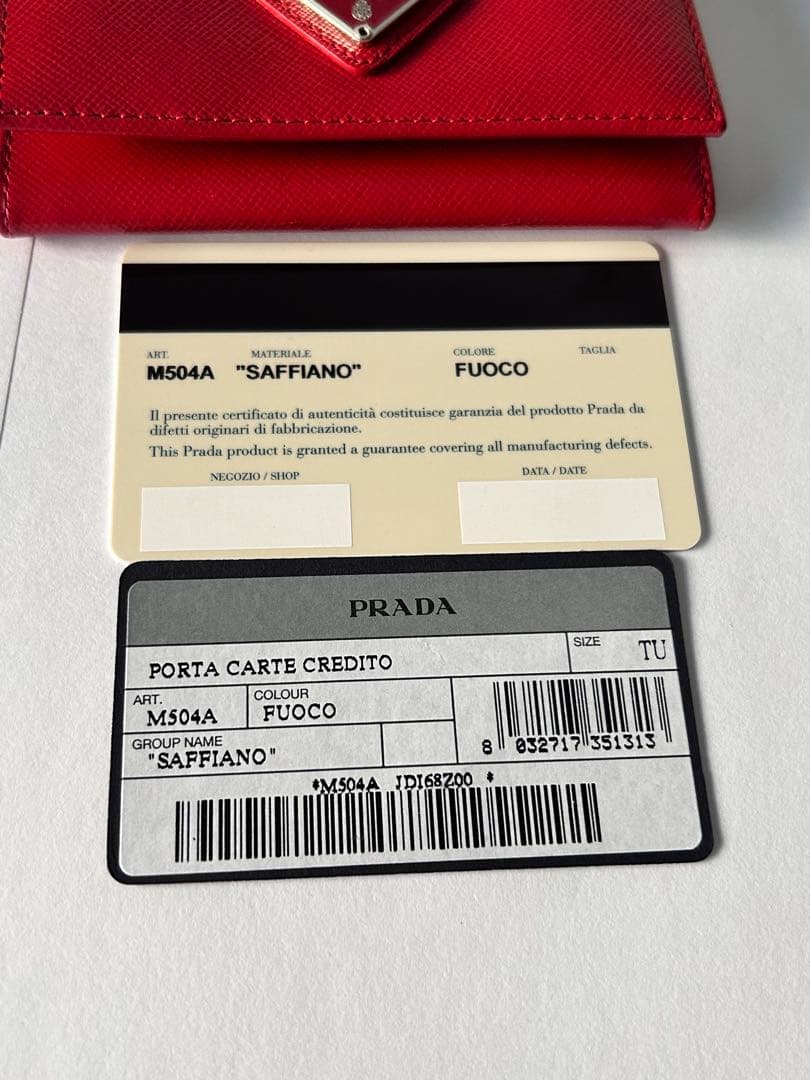 ART. MATERIALE COLORE TAGLIA
M504A "SAFFIANO" FUOCO
Il presente certificato di autenticità costituisce garanzia del prodotto Prada da
difetti originari di fabbricazione.
This Prada product is granted a guarantee covering all manufacturing defects.
NEGOZIO / SHOP DATA / DATE
PRADA
PORTA CARTE CREDITO SIZE TU
ART. COLOUR
M504A FUOCO
GROUP NAME
"SAFFIANO"
8 032717 351313
*M504A JDI68Z00 *